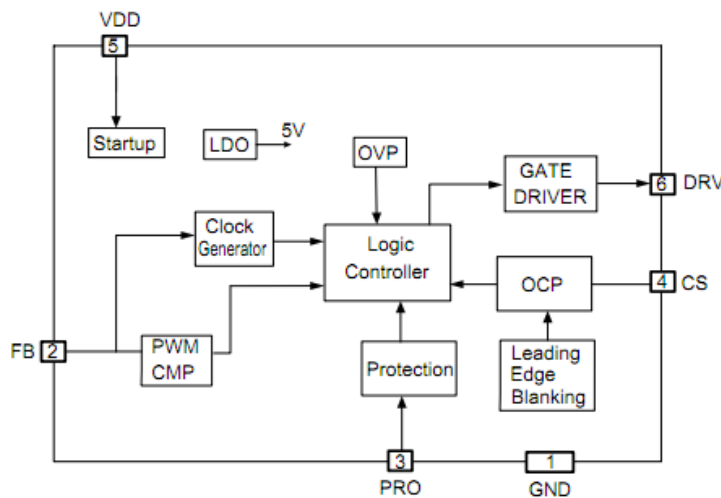 VDD
5
Startup
LDO
5V
OVP
GATE
DRIVER
6
DRV
Clock
Generator
Logic
Controller
OCP
4
CS
FB
2
PWM
CMP
Protection
Leading
Edge
Blanking
3
PRO
1
GND